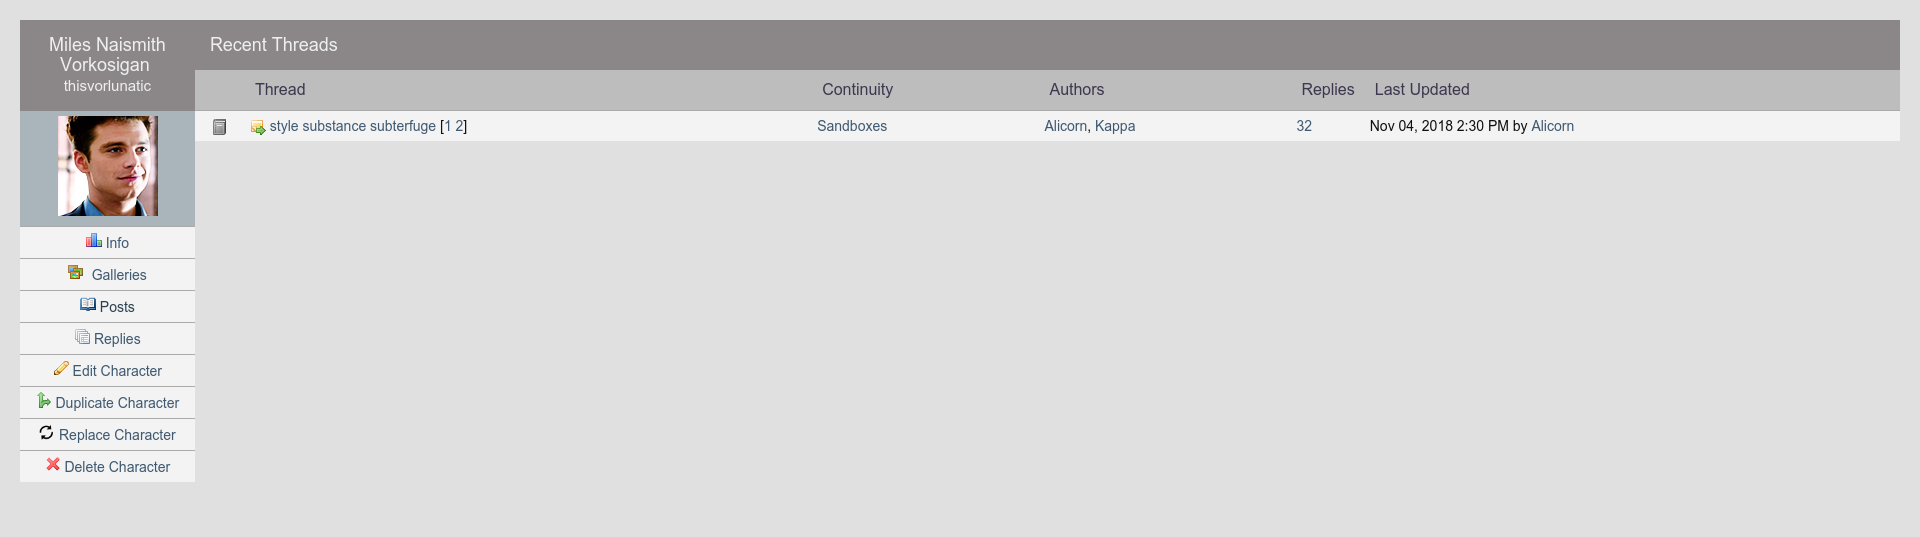 Miles Naismith
Vorkosigan
thisvorlunatic
Info
Galleries
Posts
Replies
Edit Character
Duplicate Character
Replace Character
Delete Character
Recent Threads
Thread Continuity Authors Replies Last Updated
style substance subterfuge [1 2] Sandboxes Alicorn, Kappa 32 Nov 04, 2018 2:30 PM by Alicorn